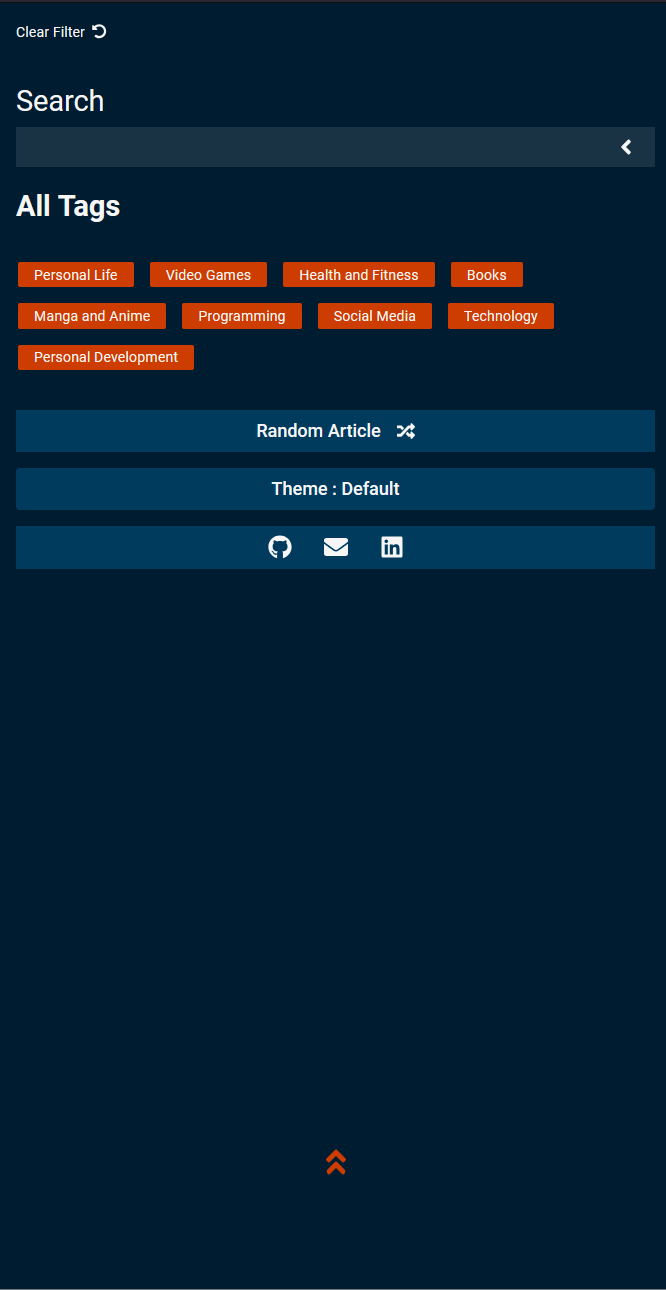 Clear Filter
Search
All Tags
Personal Life Video Games Health and Fitness Books
Manga and Anime Programming Social Media Technology
Personal Development
Random Article
Theme : Default